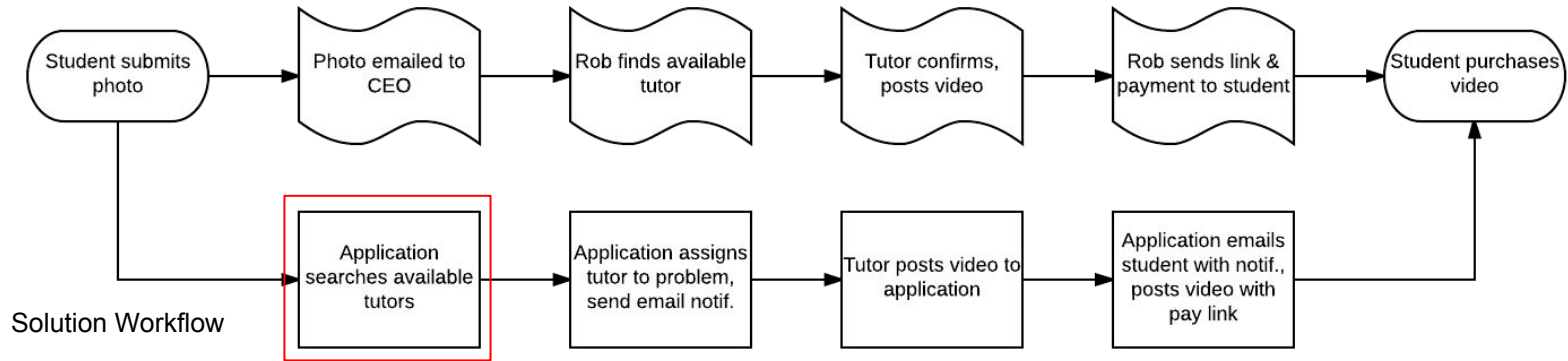 Student submits
photo
Photo emailed to
CEO
Rob finds available
tutor
Tutor confirms,
posts video
Rob sends link &
payment to student
Student purchases
video
Application
searches available
tutors
Application assigns
tutor to problem,
send email notif.
Tutor posts video to
application
Application emails
student with notif.,
posts video with
pay link
Solution Workflow